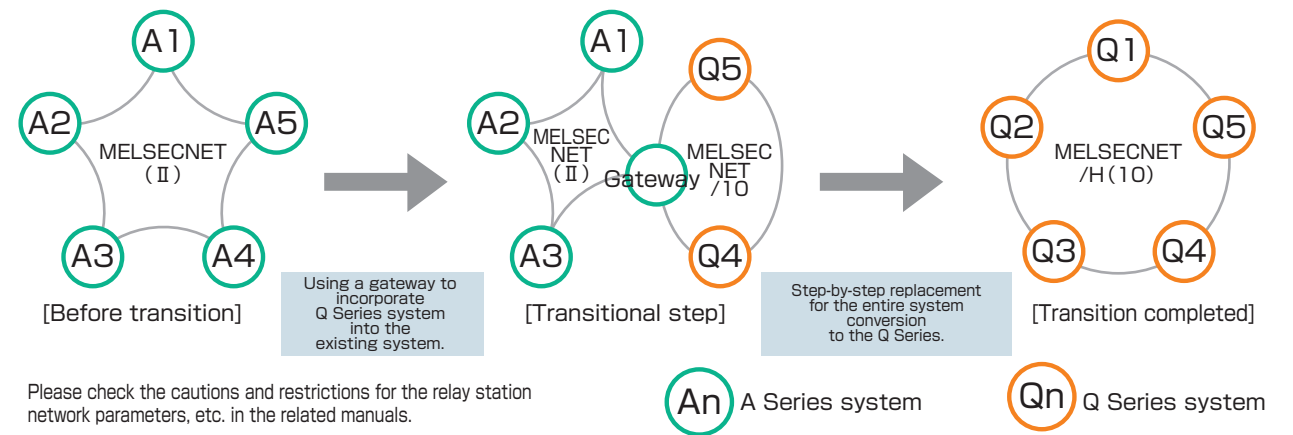 A1
A2
A5
MELSECNET
(Ⅱ)
A3
A4
[Before transition]
Using a gateway to
incorporate
Q Series system
into the
existing system.
A1
Q5
A2
MELSEC
NET
(Ⅱ)
Gateway
MELSEC
NET
/10
A3
Q4
[Transitional step]
Step-by-step replacement
for the entire system
conversion
to the Q Series.
Q1
Q2
Q5
MELSECNET
/H(10)
Q3
Q4
[Transition completed]
Please check the cautions and restrictions for the relay station
network parameters, etc. in the related manuals.
An A Series system
Qn Q Series system